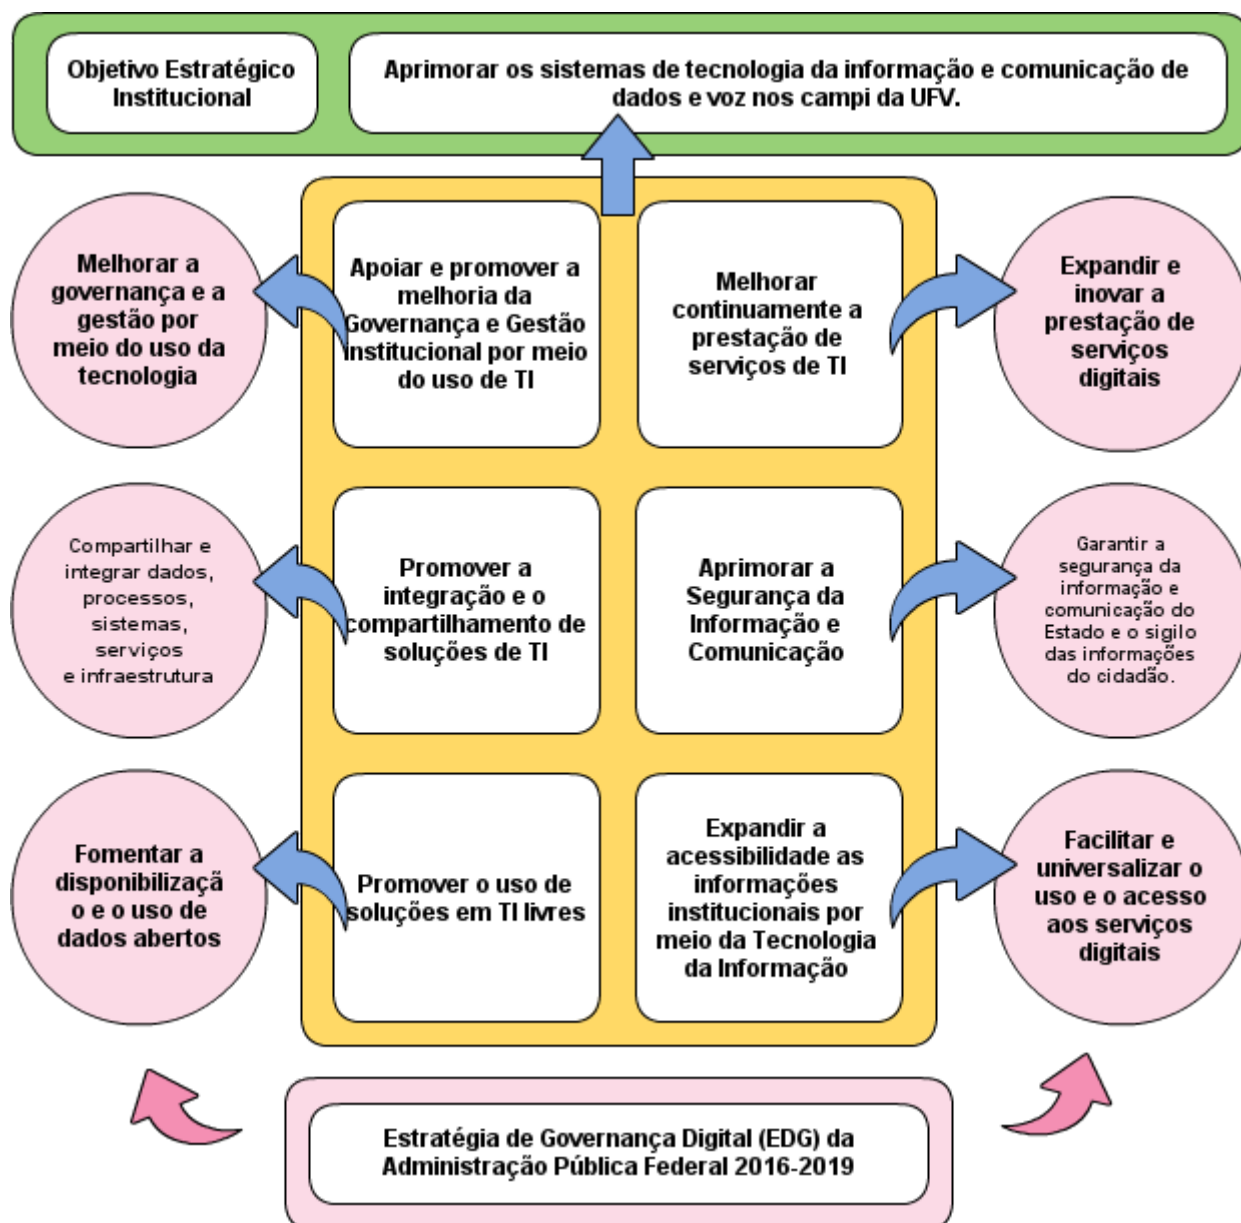 Objetivo Estratégico
Institucional
Aprimorar os sistemas de tecnologia da informação e comunicação de
dados e voz nos campi da UFV.
Melhorar a
governança e a
gestão por
meio do uso da
tecnologia
Apoiar e promover a
melhoria da
Governança e Gestão
institucional por meio
do uso de TI
Melhorar
continuamente a
prestação de
serviços de TI
Expandir e
inovar a
prestação de
serviços
digitais
Compartilhar e
integrar dados,
processos,
sistemas,
serviços
e infraestrutura
Promover a
integração e o
compartilhamento de
soluções de TI
Aprimorar a
Segurança da
Informação e
Comunicação
Garantir a
segurança da
informação e
comunicação do
Estado e o sigilo
das informações
do cidadão.
Fomentar a
disponibilizaçã
o e o uso de
dados abertos
Promover o uso de
soluções em TI livres
Expandir a
acessibilidade as
informações
institucionais por
meio da Tecnologia
da Informação
Facilitar e
universalizar o
uso e o acesso
aos serviços
digitais
Estratégia de Governança Digital (EDG) da
Administração Pública Federal 2016-2019